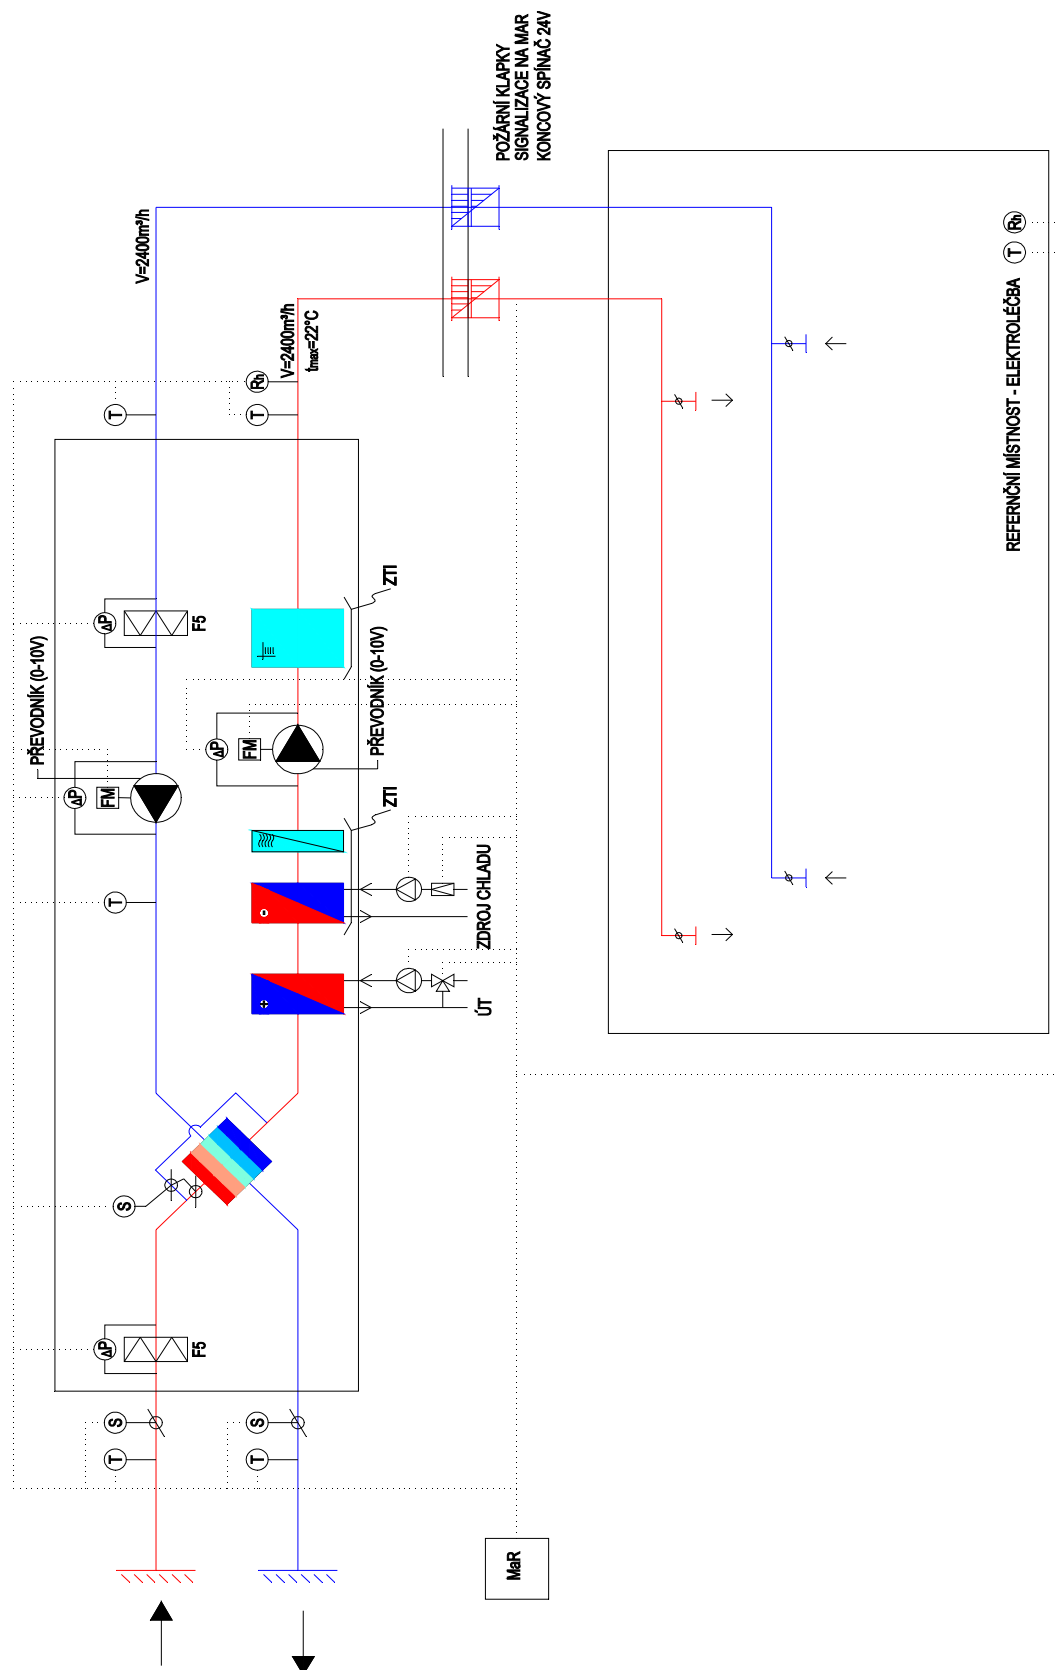 POŽÁRNÍ KLAPKY
SIGNALIZACE NA MAR
KONCOVÝ SPÍNAČ 24V
V=2400m³/h
V=2400m³/h
tmax=22°C
Rh
T
REFERNČNÍ MÍSTNOST - ELEKTROLÉČBA
T
Rh
T
ΔP
F5
ZTI
PŘEVODNÍK (0-10V)
ΔP
FM
ΔP
FM
PŘEVODNÍK (0-10V)
ZTI
T
ZDROJ CHLADU
ÚT
S
ΔP
F5
S
S
T
T
MaR